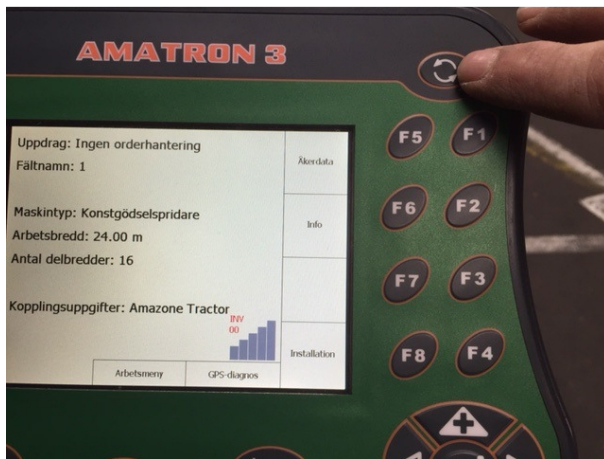 AMATRON 3
Uppdrag: Ingen orderhantering
Fältnamn: 1
Maskintyp: Konstgödselspridare
Arbetsbredd: 24.00 m
Antal delbredder: 16
Kopplingsuppgifter: Amazone Tractor
INV
00
Åkerdata
Info
Installation
Arbetsmeny
GPS-diagnos
F5
F1
F6
F2
F7
F3
F8
F4